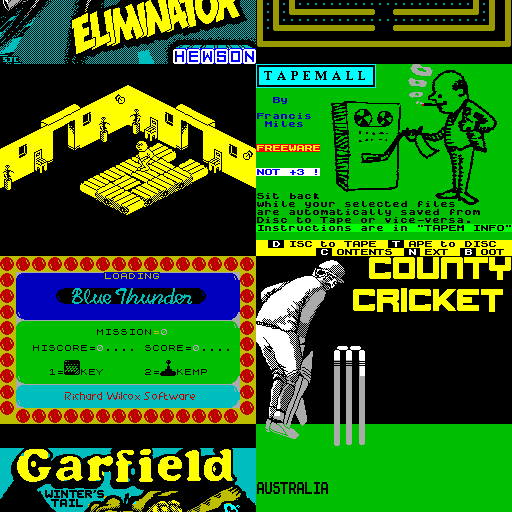 ELIMINATOR
HEWSON
SJC
TAPEMALL
By
Francis
Miles
FREEWARE
NOT +3 !
Sit back
while your selected files
are automatically saved from
Disc to Tape or vice-versa.
Instructions are in "TAPEM INFO"
D ISC to TAPE T APE to DISC
C ONTENTS N EXT B OOT
LOADING
Blue Thunder
MISSION=0
HISCORE=0.... SCORE=0....
1= KEY 2= KEMP
Richard Wilcox Software
COUNTY
CRICKET
AUSTRALIA
Garfield
WINTER'S
TAIL